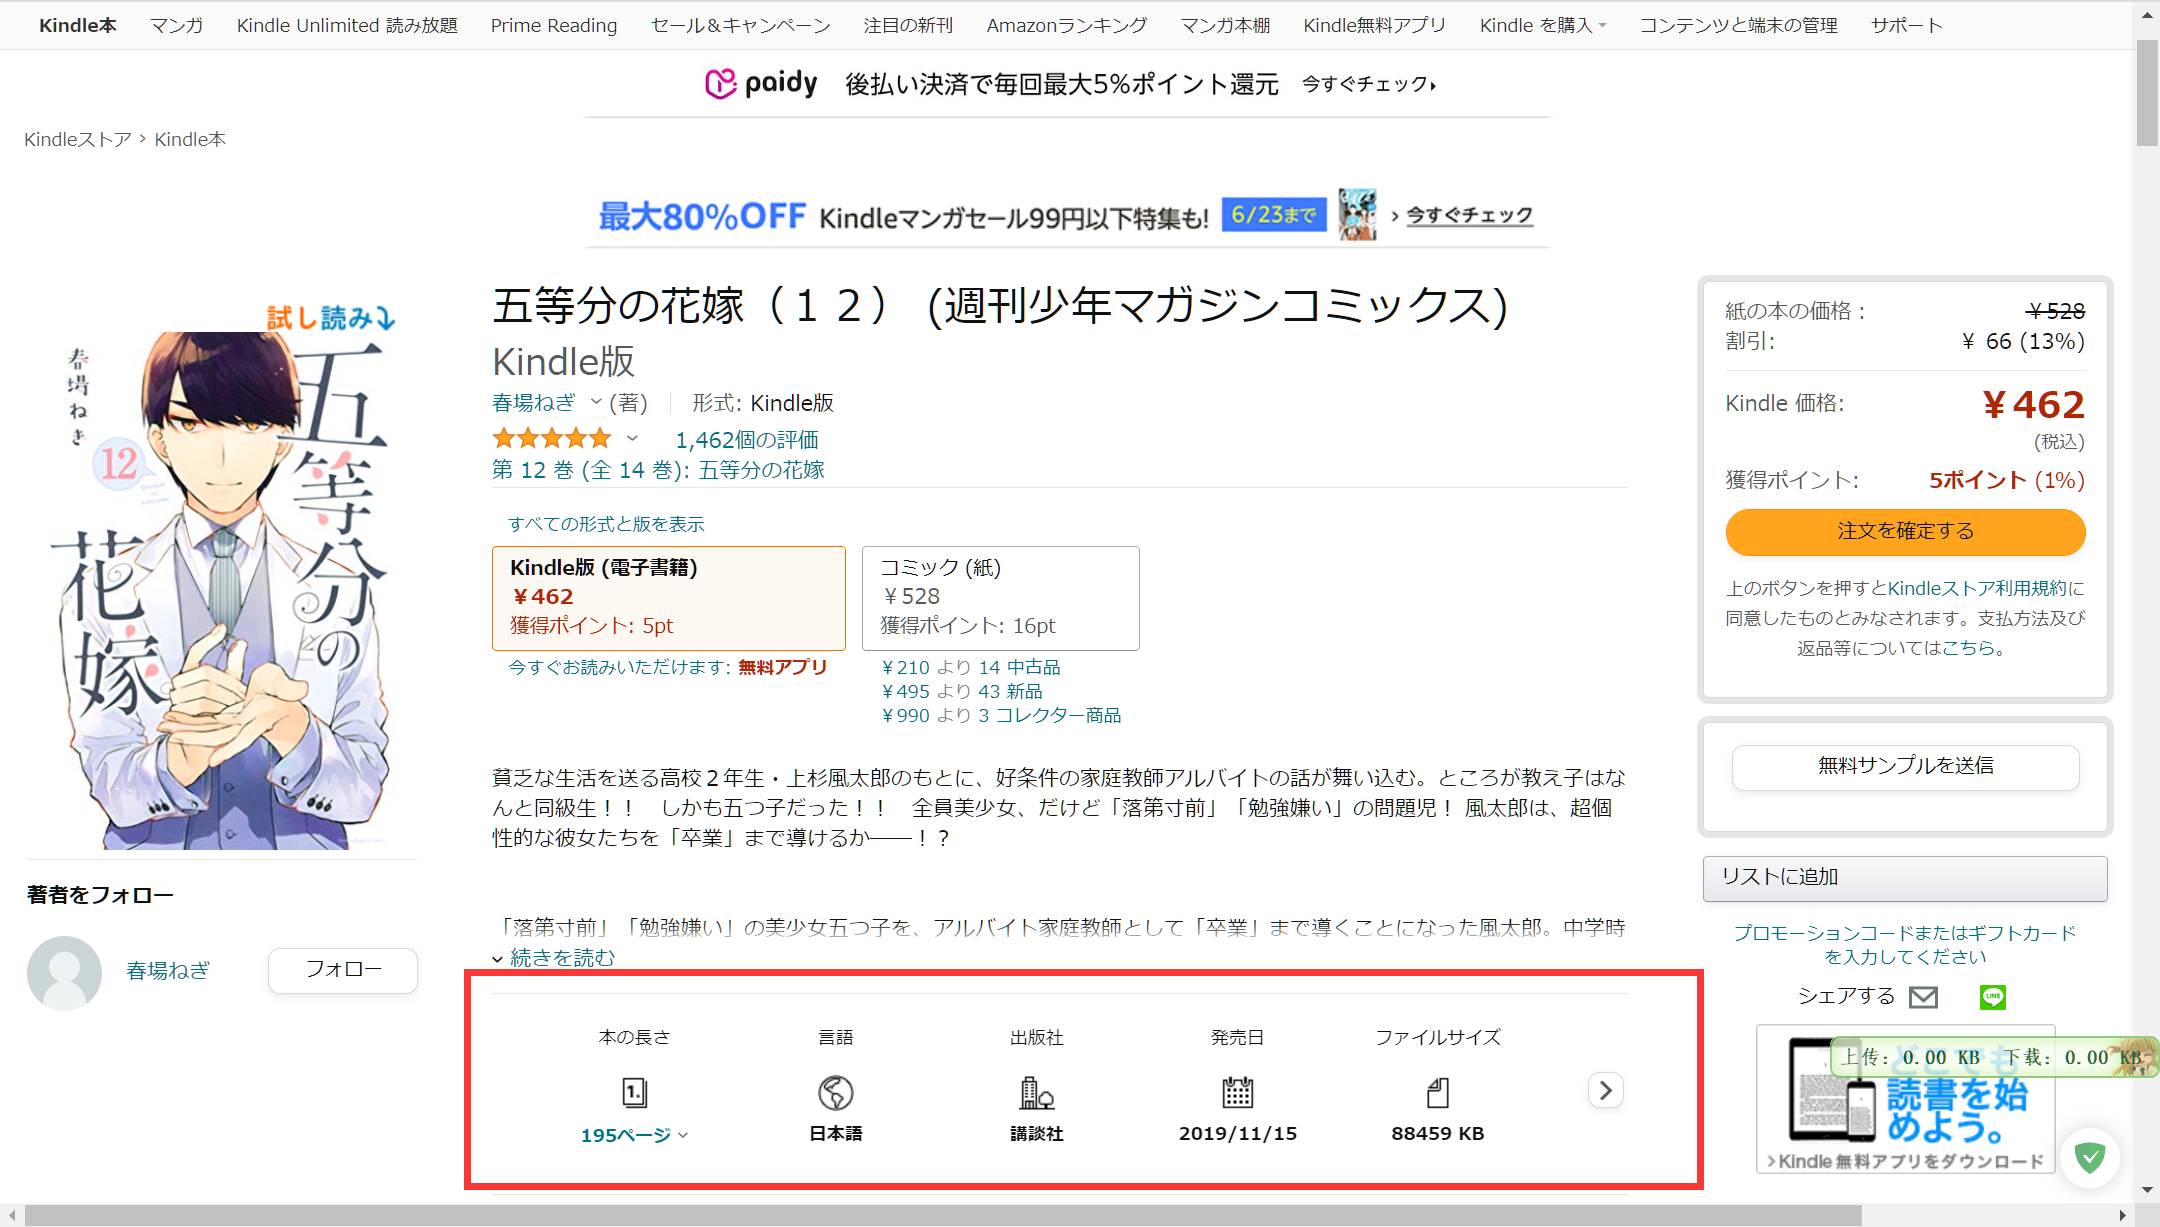 Kindle本 マンガ Kindle Unlimited 読み放題 Prime Reading セール＆キャンペーン 注目の新刊 Amazonランキング マンガ本棚 Kindle無料アプリ Kindle を購入 コンテンツと端末の管理 サポート
paidy 後払い決済で毎回最大5%ポイント還元 今すぐチェック
Kindleストア › Kindle本
最大80%OFF Kindleマンガセール99円以下特集も! 6/23まで › 今すぐチェック
試し読み
春場ねぎ
五等分の花嫁
12
著者をフォロー
春場ねぎ
フォロー
五等分の花嫁（１２） (週刊少年マガジンコミックス)
Kindle版
春場ねぎ (著) 形式: Kindle版
1,462個の評価
第 12 巻 (全 14 巻): 五等分の花嫁
すべての形式と版を表示
Kindle版 (電子書籍)
￥462
獲得ポイント: 5pt
今すぐお読みいただけます: 無料アプリ
コミック (紙)
￥528
獲得ポイント: 16pt
￥210 より 14 中古品
￥495 より 43 新品
￥990 より 3 コレクター商品
貧乏な生活を送る高校２年生・上杉風太郎のもとに、好条件の家庭教師アルバイトの話が舞い込む。ところが教え子はな
んと同級生！！　しかも五つ子だった！！　全員美少女、だけど「落第寸前」「勉強嫌い」の問題児！ 風太郎は、超個
性的な彼女たちを「卒業」まで導けるか――！？
「落第寸前」「勉強嫌い」の美少女五つ子を、アルバイト家庭教師として「卒業」まで導くことになった風太郎。中学時
続きを読む
本の長さ 言語 出版社 発売日 ファイルサイズ
1.
195ページ 日本語 講談社 2019/11/15 88459 KB
紙の本の価格： ￥528
割引: ￥ 66 (13%)
Kindle 価格: ￥462
(税込)
獲得ポイント: 5ポイント (1%)
注文を確定する
上のボタンを押すとKindleストア利用規約に
同意したものとみなされます。支払方法及び
返品等についてはこちら。
無料サンプルを送信
リストに追加
プロモーションコードまたはギフトカード
を入力してください
シェアする LINE
上传: 0.00 KB 下载: 0.00 KB
どこでも
読書を始
めよう。
>Kindle無料アプリをダウンロード